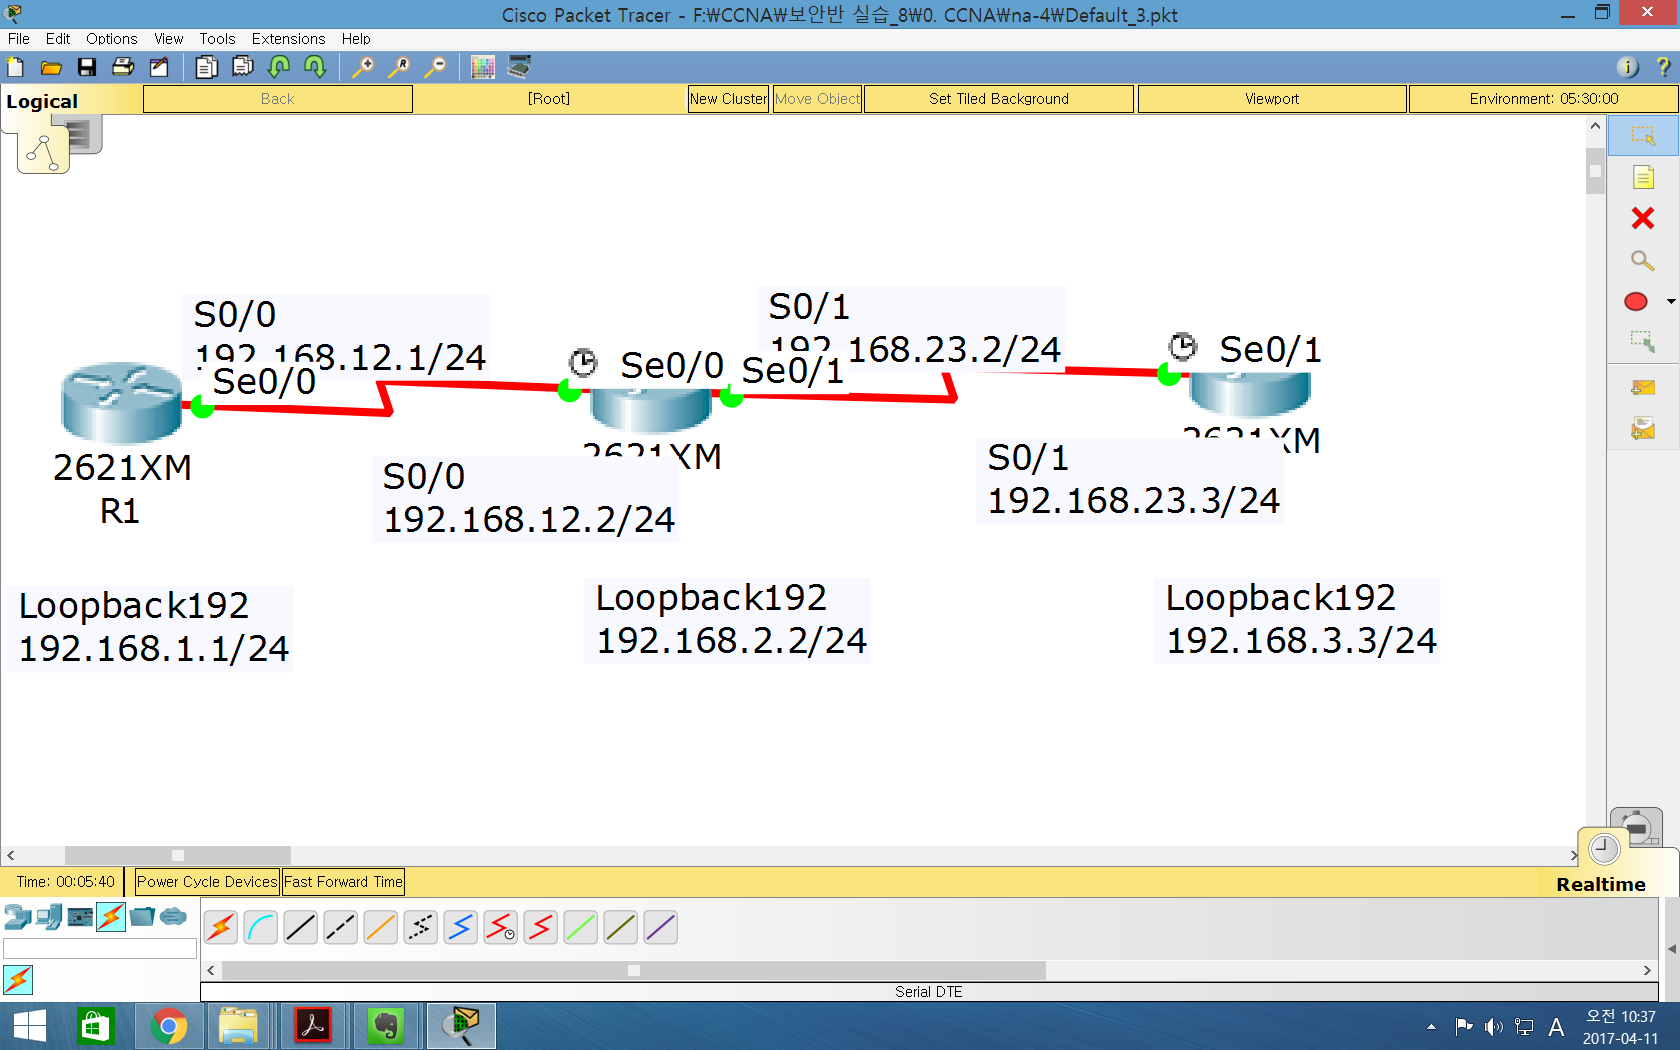 Cisco Packet Tracer - F:\CCNA\보안반 실습_8\0. CCNA\na-4\Default_3.pkt
File Edit Options View Tools Extensions Help
Logical
Back
[Root]
New Cluster
Move Object
Set Tiled Background
Viewport
Environment: 05:30:00
S0/0
192.168.12.1/24
Se0/0
2621XM
R1
Se0/0
S0/1
192.168.23.2/24
Se0/1
2621XM
S0/0
192.168.12.2/24
Se0/1
2621XM
S0/1
192.168.23.3/24
Loopback192
192.168.1.1/24
Loopback192
192.168.2.2/24
Loopback192
192.168.3.3/24
Time: 00:05:40
Power Cycle Devices
Fast Forward Time
Realtime
Serial DTE
A
오전 10:37
2017-04-11